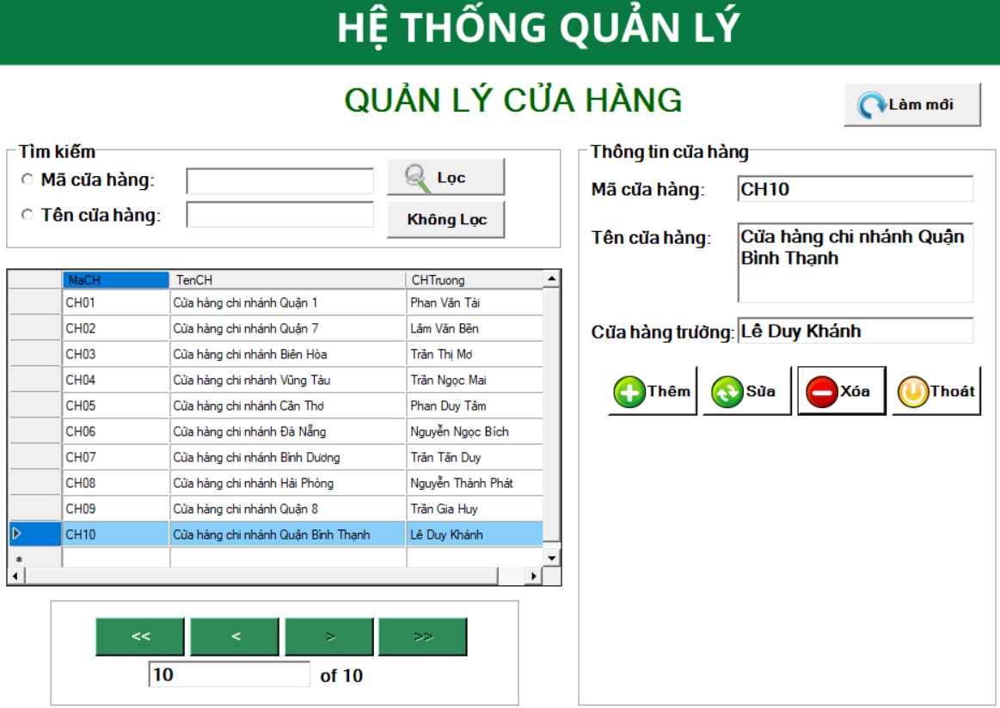 HỆ THỐNG QUẢN LÝ
QUẢN LÝ CỬA HÀNG
Làm mới
Tìm kiếm
Mã cửa hàng:
Lọc
Tên cửa hàng:
Không Lọc
MaCH TenCH CHTruong
CH01 Cửa hàng chi nhánh Quận 1 Phan Văn Tài
CH02 Cửa hàng chi nhánh Quận 7 Lâm Văn Bền
CH03 Cửa hàng chi nhánh Biên Hòa Trần Thị Mơ
CH04 Cửa hàng chi nhánh Vũng Tàu Trần Ngọc Mai
CH05 Cửa hàng chi nhánh Cần Thơ Phan Duy Tâm
CH06 Cửa hàng chi nhánh Đà Nẵng Nguyễn Ngọc Bích
CH07 Cửa hàng chi nhánh Bình Dương Trần Tấn Duy
CH08 Cửa hàng chi nhánh Hải Phòng Nguyễn Thành Phát
CH09 Cửa hàng chi nhánh Quận 8 Trần Gia Huy
CH10 Cửa hàng chi nhánh Quận Bình Thạnh Lê Duy Khánh
<< < > >>
10 of 10
Thông tin cửa hàng
Mã cửa hàng: CH10
Tên cửa hàng: Cửa hàng chi nhánh Quận
Bình Thạnh
Cửa hàng trưởng: Lê Duy Khánh
Thêm Sửa Xóa Thoát